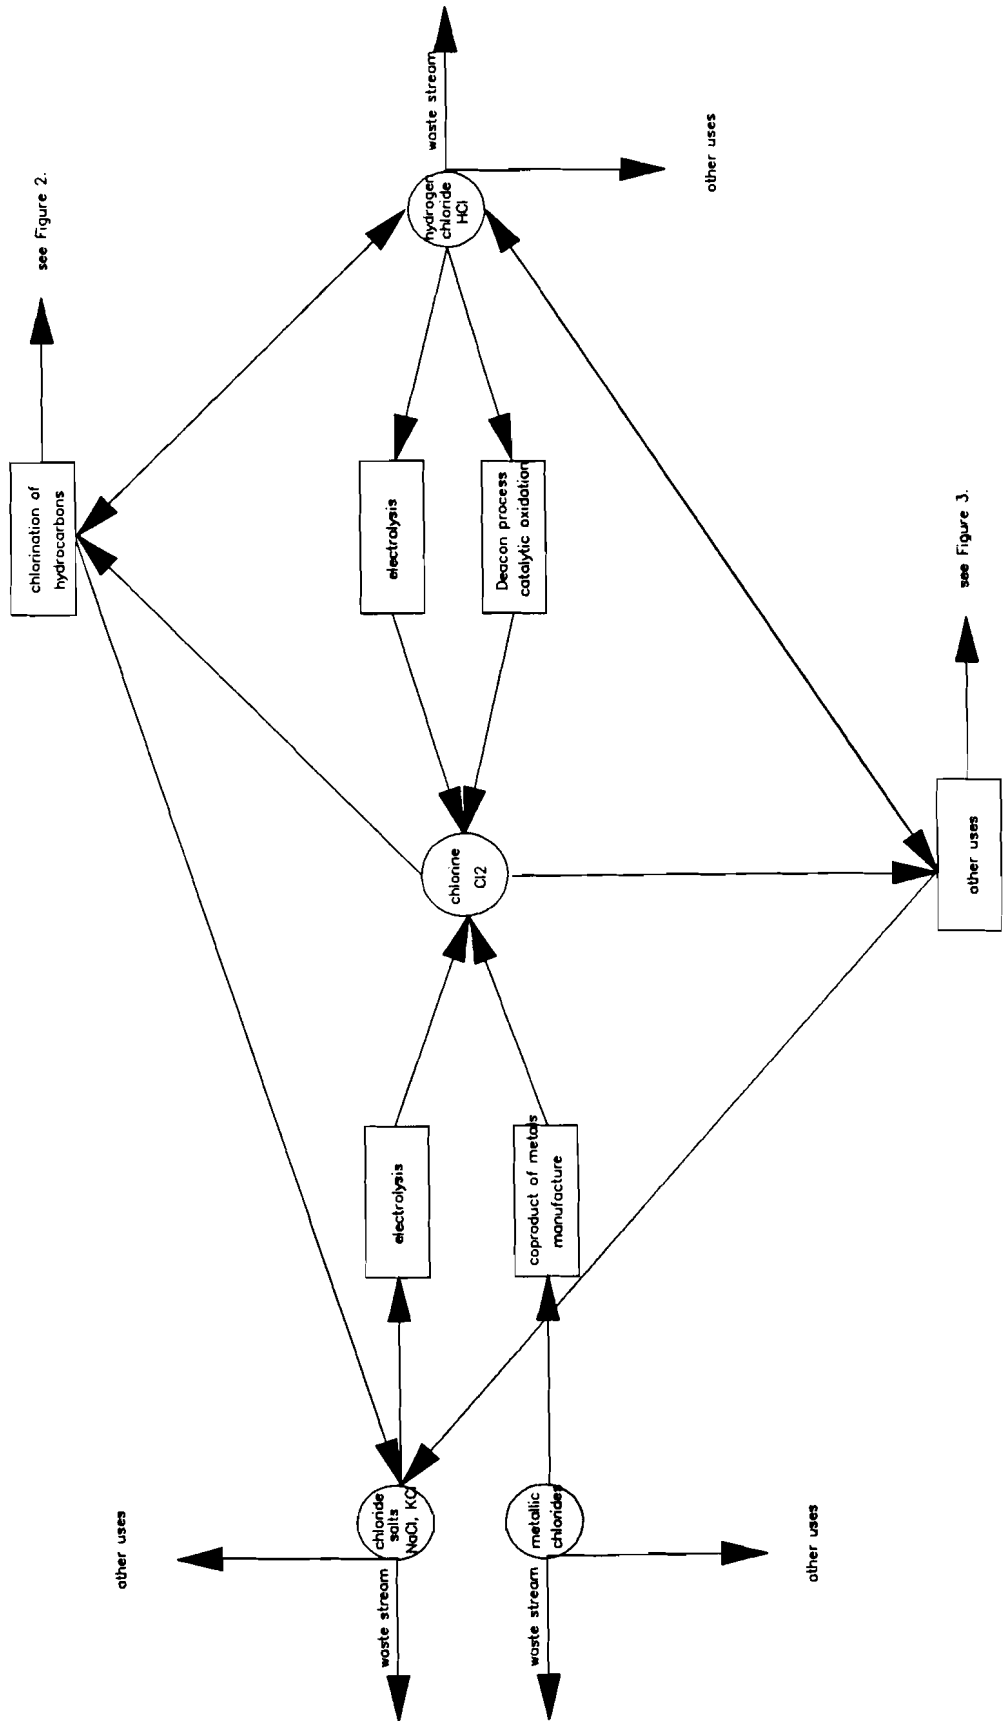 chlorination of
hydrocarbons
see Figure 2.
other uses
waste stream
chloride
salts
NaCl, KCl
electrolysis
electrolysis
waste stream
hydrogen
chloride
HCl
chlorine
Cl2
Deacon process
catalytic oxidation
waste stream
metallic
chlorides
coproduct of metals
manufacture
other uses
other uses
other uses
see Figure 3.